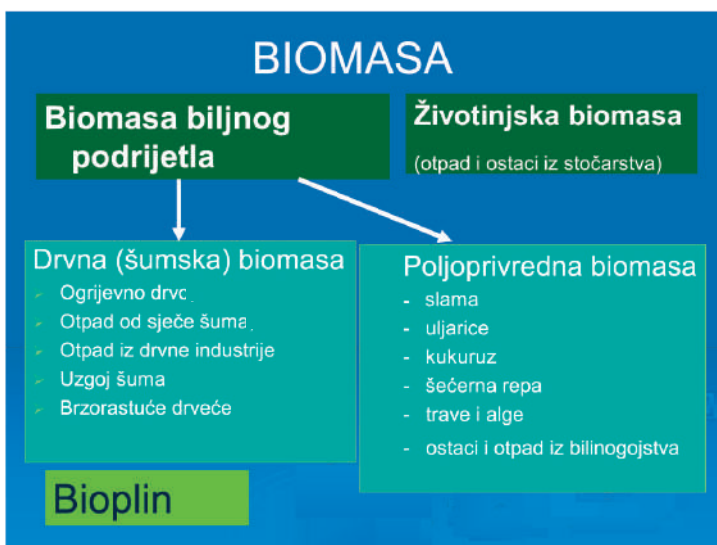 BIOMASA
Biomasa biljnog
podrijetla
Životinjska biomasa
(otpad i ostaci iz stočarstva)
Drvna (šumska) biomasa
Ogrijevno drvo
Otpad od sječe šuma
Otpad iz drvne industrije
Uzgoj šuma
Brzorastuće drveće
Poljoprivredna biomasa
- slama
- uljarice
- kukuruz
- šećerna repa
- trave i alge
- ostaci i otpad iz bilinogojstva
Bioplin